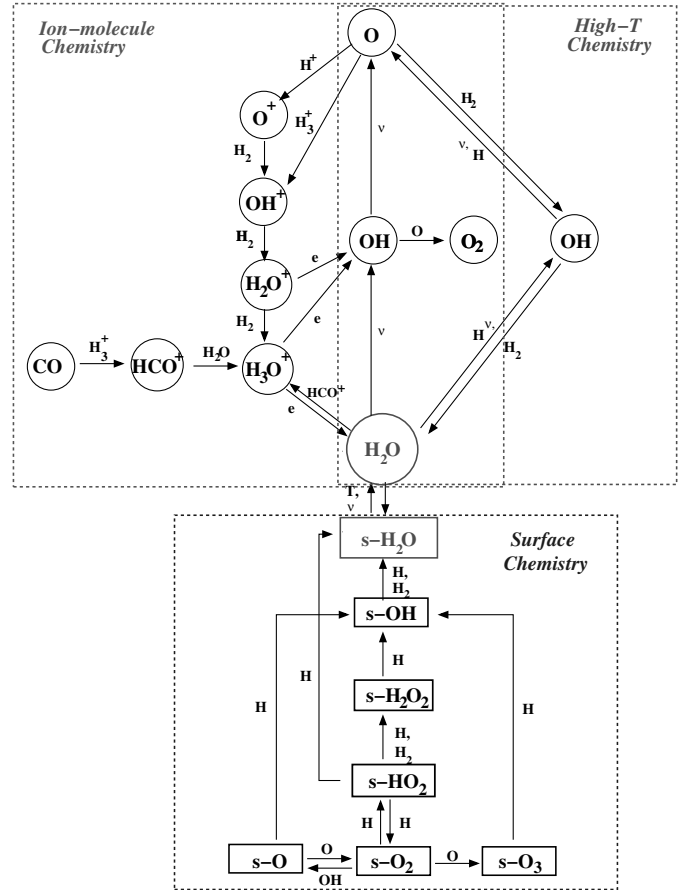 Ion−molecule
Chemistry
High−T
Chemistry
O
H+
H3+
H2
ν
ν, H
O+
H2
OH+
H2
OH
O
O2
OH
H2O+
e
H2
e
H ν,
H2
CO
H3+
HCO+
H2O
H3O+
HCO+
e
ν
H2O
T,
ν
s−H2O
Surface
Chemistry
H,
H2
s−OH
H
H
s−H2O2
H
H
H,
H2
s−HO2
H
H
s−O
O
OH
s−O2
O
s−O3